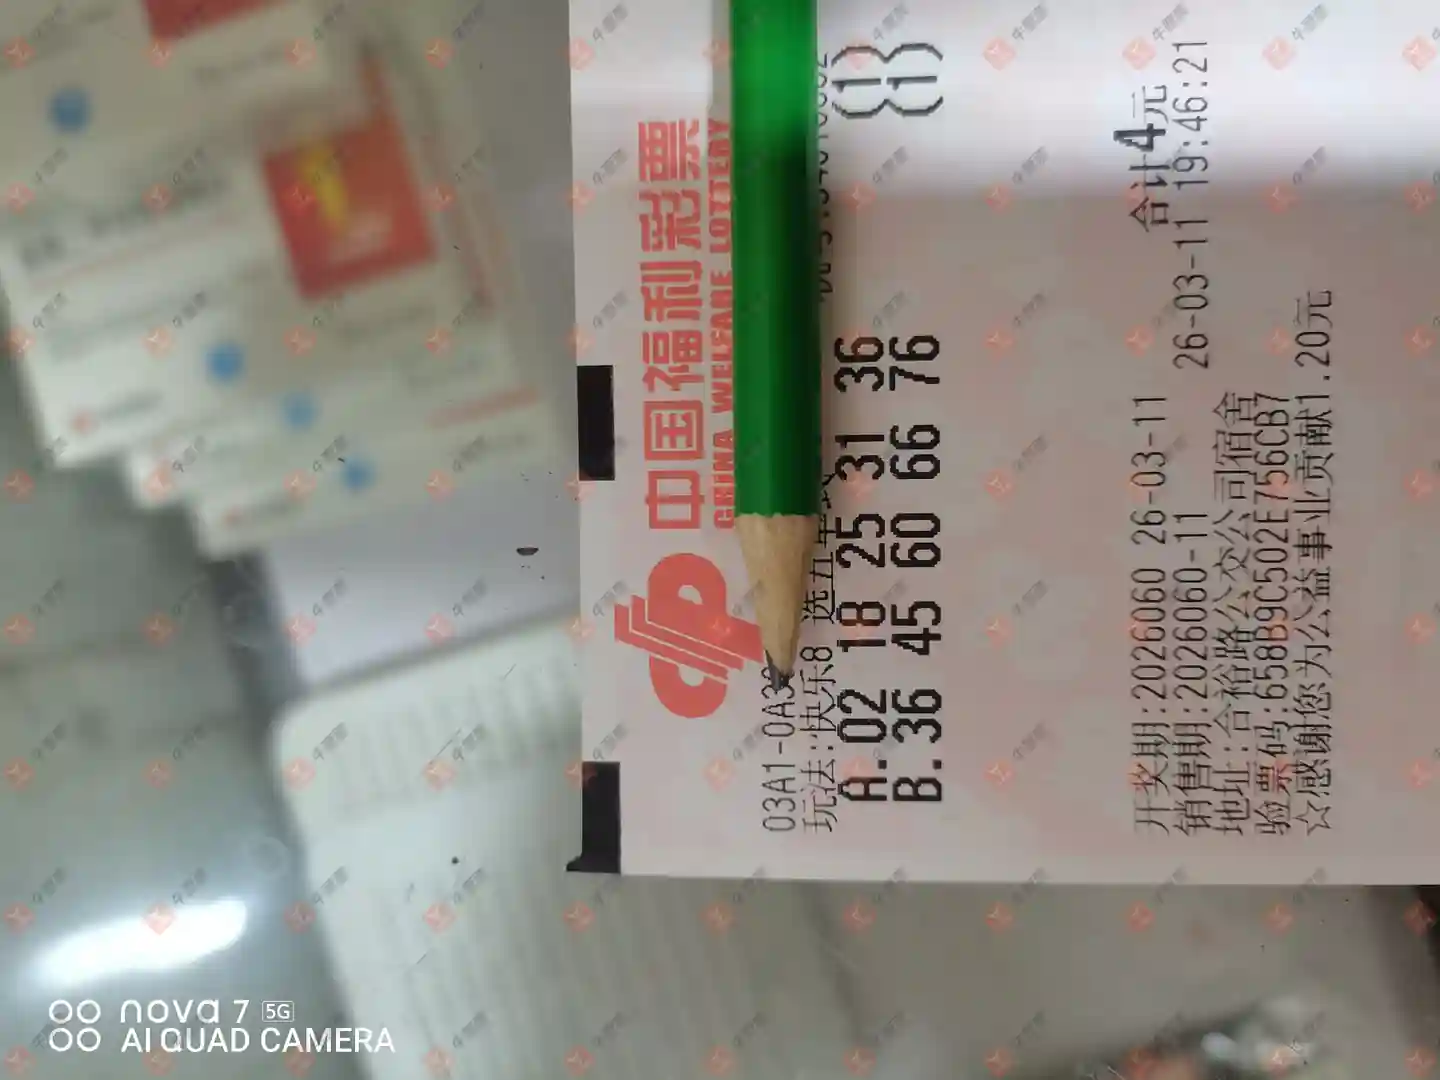 中国福利彩票
CHINA WELFARE LOTTERY
03A1-0A3
玩法:快乐8 选五单式
A.02 18 25 31 36 (1)
B.36 45 60 66 76 (1)
合计4元
开奖期:2026060 26-03-11
销售期:2026060-11 26-03-11 19:46:21
地址:合裕路公交公司宿舍
验票码:658B9C502E756CB7
☆感谢您为公益事业贡献1.20元
nova 7 5G
AI QUAD CAMERA